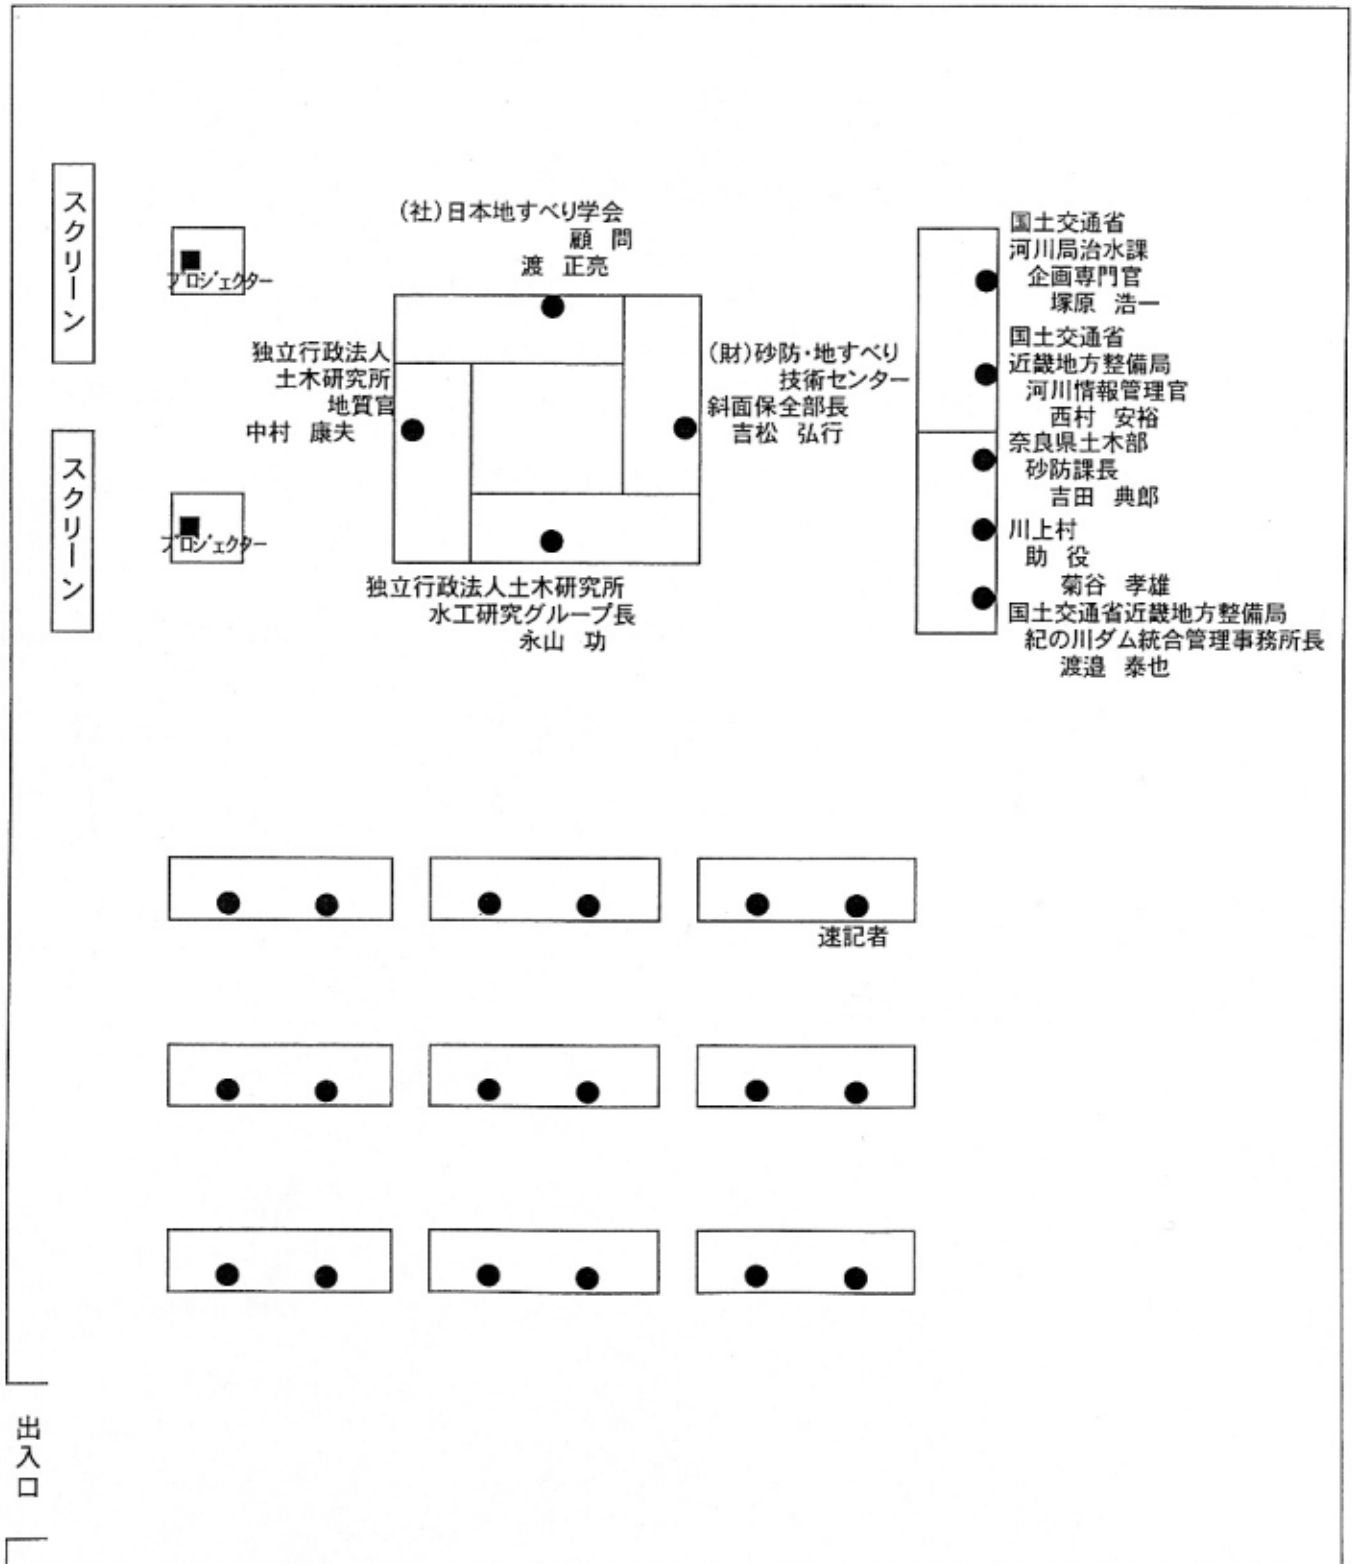 スクリーン
スクリーン
プロジェクター
プロジェクター
(社)日本地すべり学会
顧 問
渡 正亮
独立行政法人
土木研究所
地質官
中村 康夫
(財)砂防・地すべり
技術センター
斜面保全部長
吉松 弘行
独立行政法人土木研究所
水工研究グループ長
永山 功
国土交通省
河川局治水課
企画専門官
塚原 浩一
国土交通省
近畿地方整備局
河川情報管理官
西村 安裕
奈良県土木部
砂防課長
吉田 典郎
川上村
助 役
菊谷 孝雄
国土交通省近畿地方整備局
紀の川ダム統合管理事務所長
渡邉 泰也
速記者
出入口